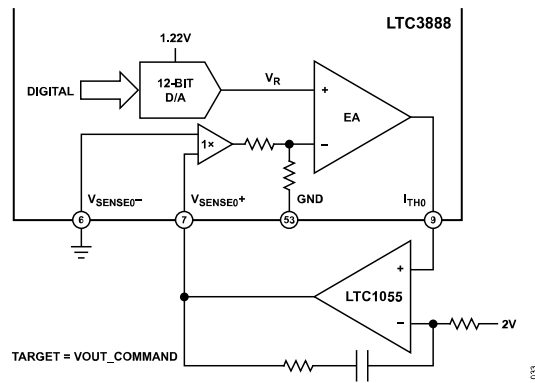 LTC3888
1.22V
DIGITAL
12-BIT
D/A
VR
+
EA
–
1×
VSENSE0–
VSENSE0+
GND
ITH0
6
7
53
9
+
LTC1055
–
2V
TARGET = VOUT_COMMAND
033